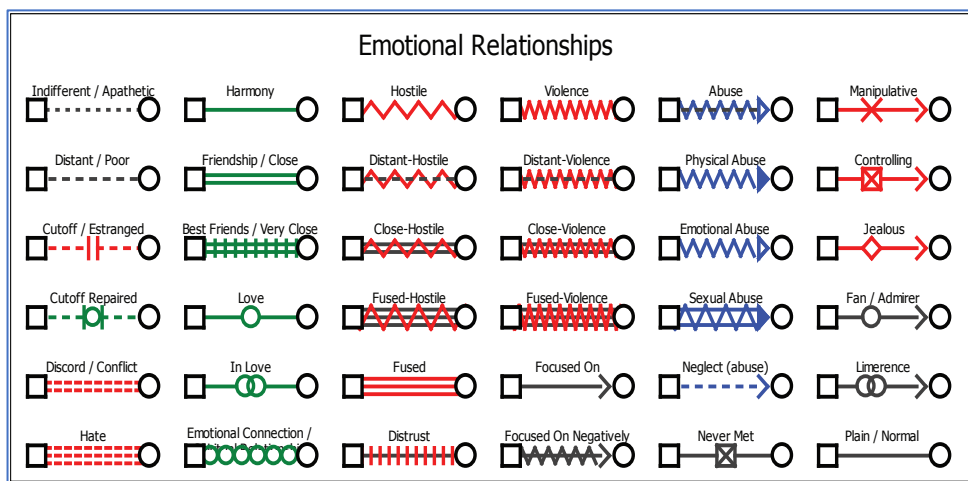 Emotional Relationships
Indifferent / Apathetic
Harmony
Hostile
Violence
Abuse
Manipulative
Distant / Poor
Friendship / Close
Distant-Hostile
Distant-Violence
Physical Abuse
Controlling
Cutoff / Estranged
Best Friends / Very Close
Close-Hostile
Close-Violence
Emotional Abuse
Jealous
Cutoff Repaired
Love
Fused-Hostile
Fused-Violence
Sexual Abuse
Fan / Admirer
Discord / Conflict
In Love
Fused
Focused On
Neglect (abuse)
Limerence
Hate
Emotional Connection /
Distrust
Focused On Negatively
Never Met
Plain / Normal